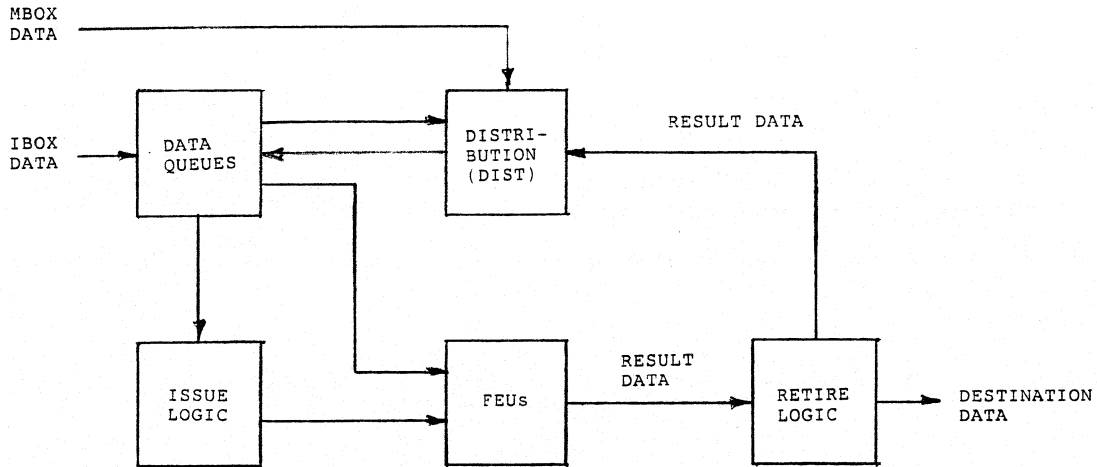 MBOX
DATA
IBOX
DATA
DATA
QUEUES
DISTRI-
BUTION
(DIST)
RESULT DATA
ISSUE
LOGIC
FEUs
RESULT
DATA
RETIRE
LOGIC
DESTINATION
DATA